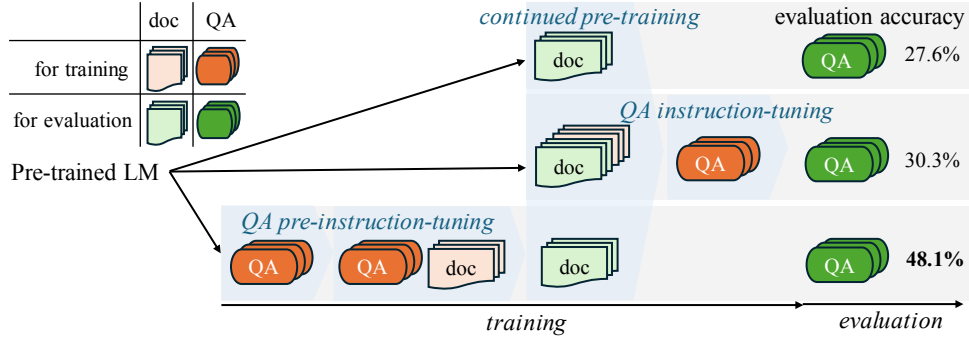 doc QA
for training
for evaluation
Pre-trained LM
continued pre-training
evaluation accuracy
doc
QA
27.6%
QA instruction-tuning
doc
QA
QA
30.3%
QA pre-instruction-tuning
QA
QA
doc
doc
QA
48.1%
training
evaluation